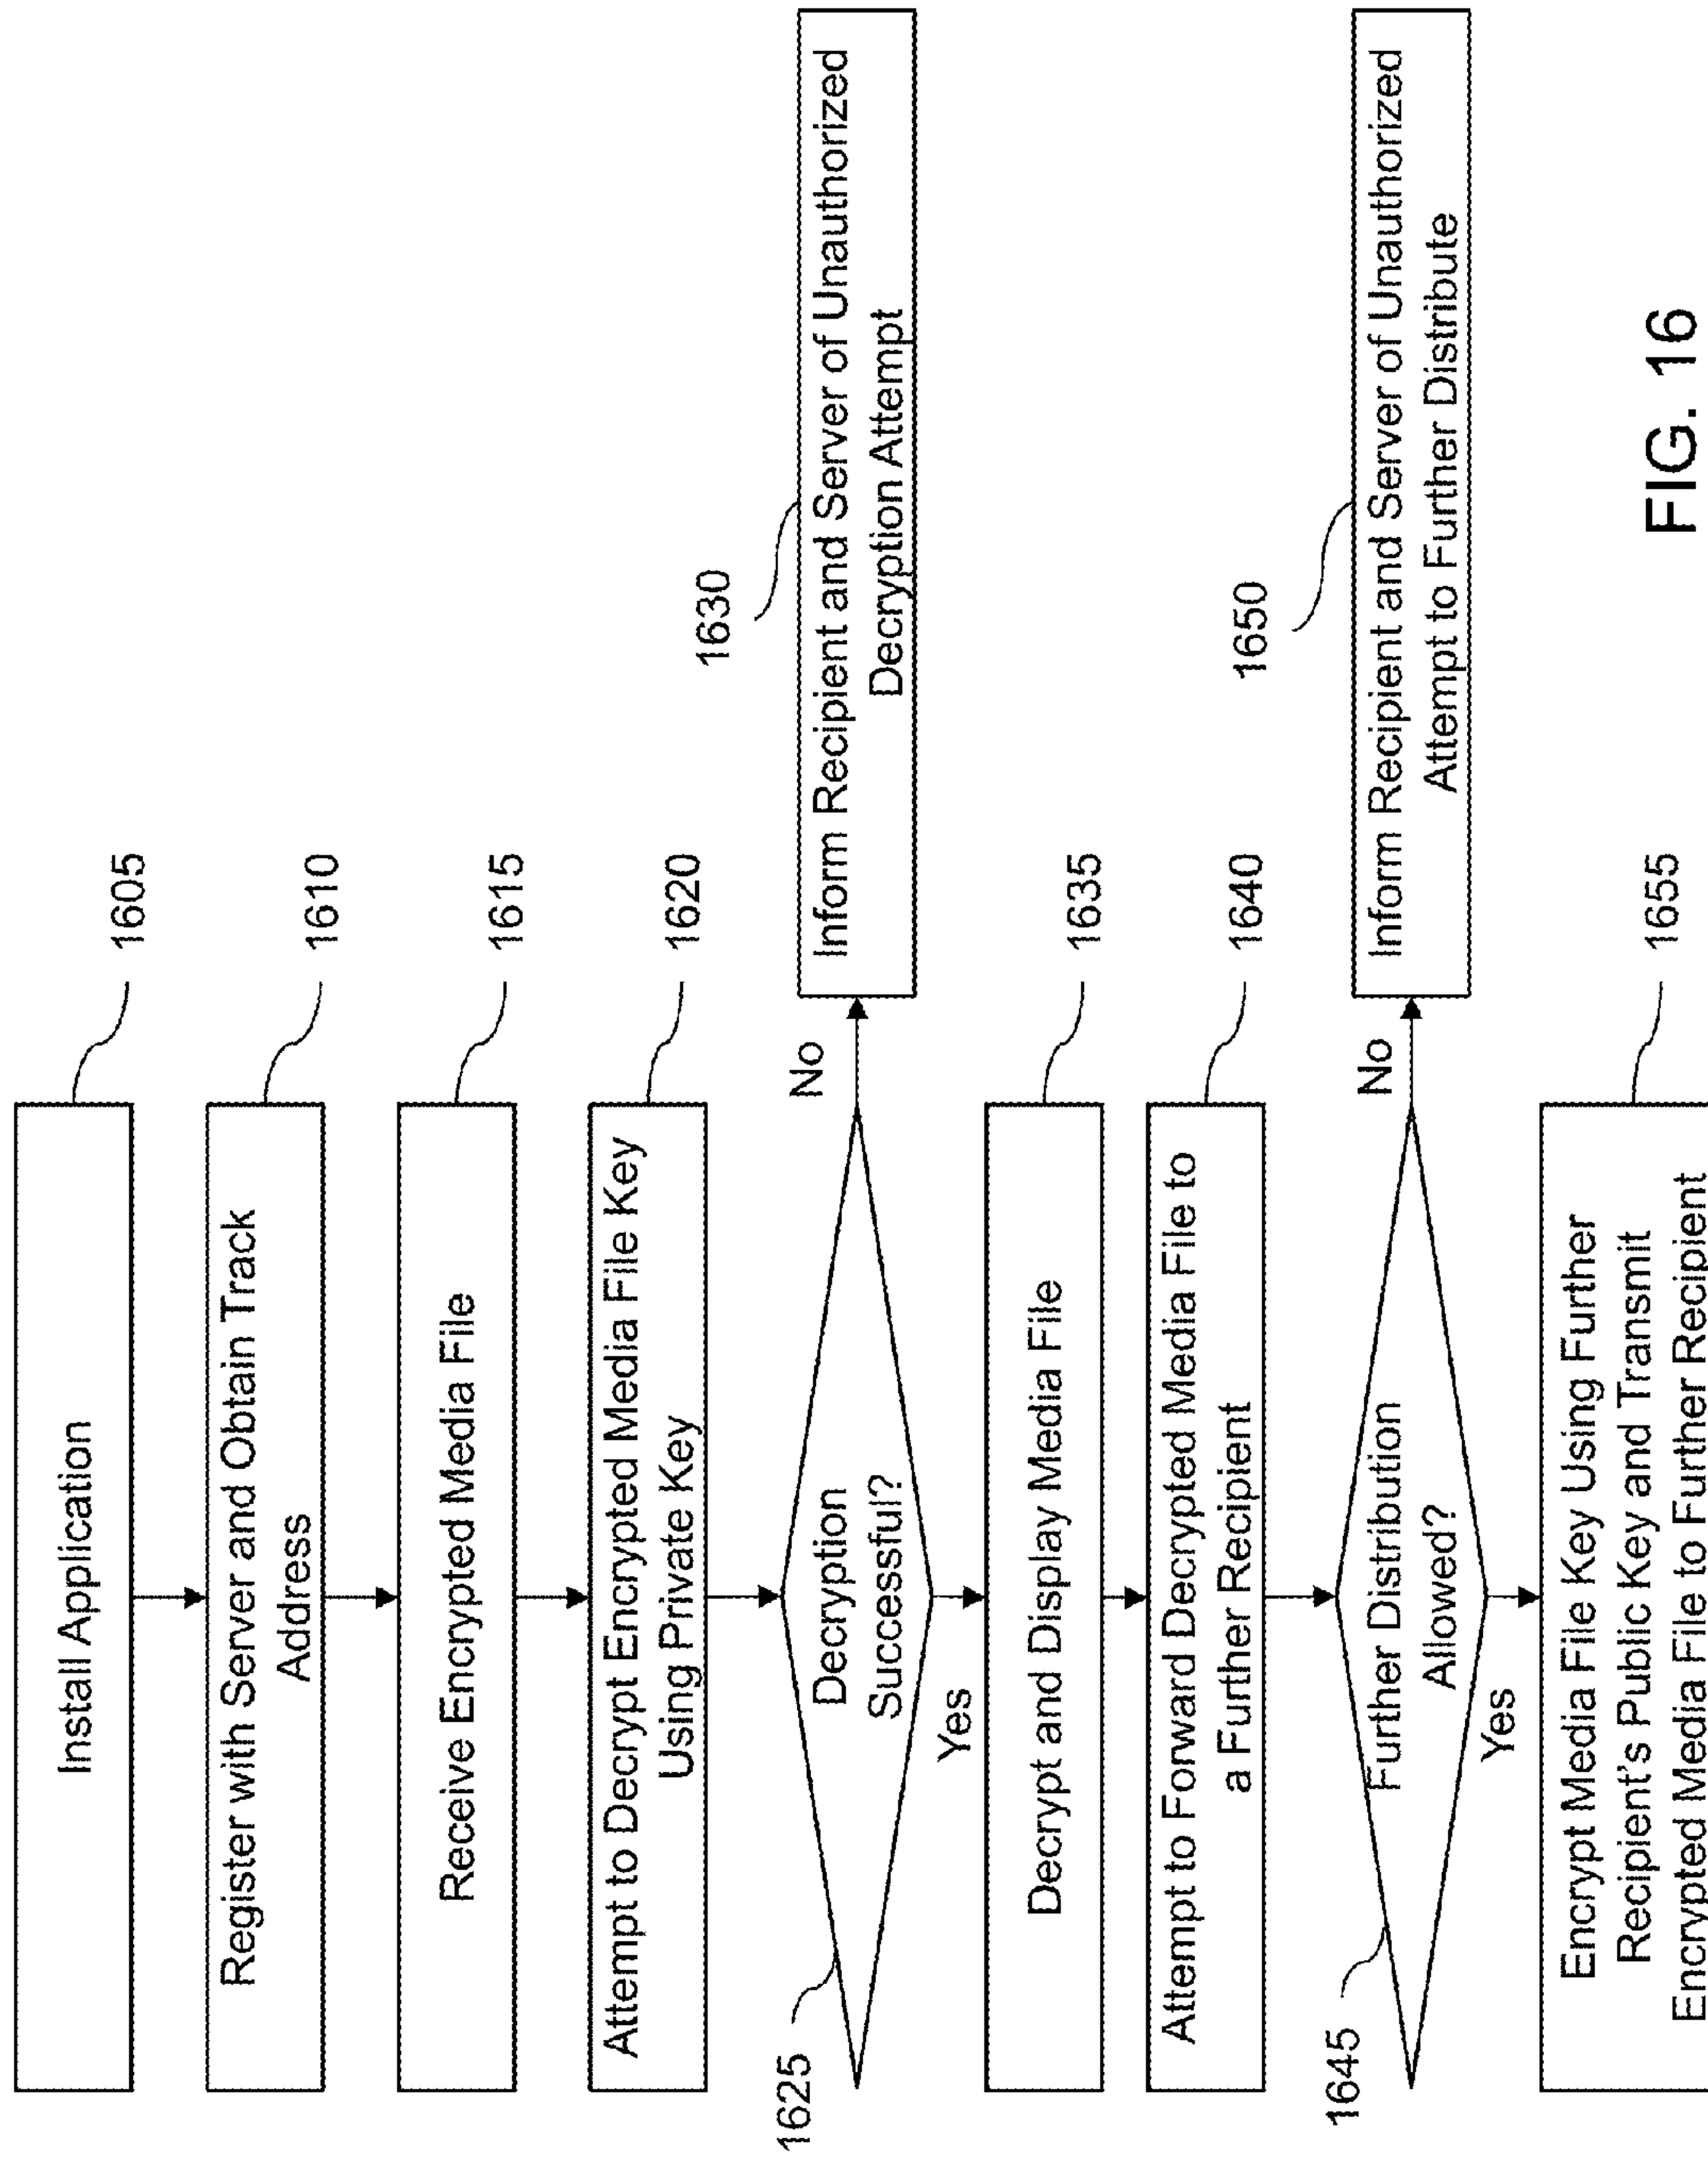 Install Application
1605
Register with Server and Obtain Track
Address
1610
Receive Encrypted Media File
1615
Attempt to Decrypt Encrypted Media File Key
Using Private Key
1620
1625
Decryption
Successful?
No
1630
Inform Recipient and Server of Unauthorized
Decryption Attempt
Yes
Decrypt and Display Media File
1635
Attempt to Forward Decrypted Media File to
a Further Recipient
1640
1645
Further Distribution
Allowed?
No
1650
Inform Recipient and Server of Unauthorized
Attempt to Further Distribute
Yes
Encrypt Media File Key Using Further
Recipient's Public Key and Transmit
Encrypted Media File to Further Recipient
1655
FIG. 16